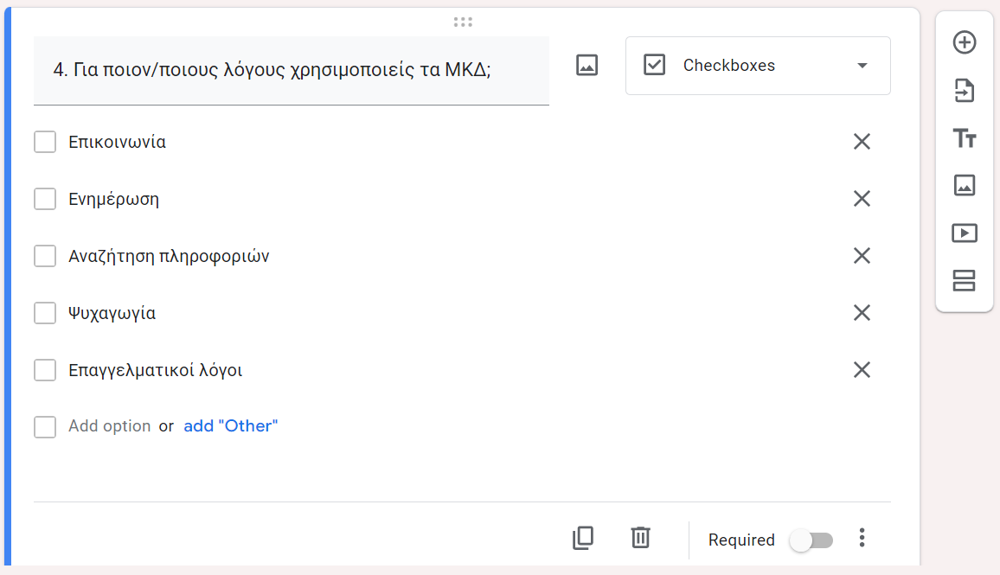 4. Για ποιον/ποιους λόγους χρησιμοποιείς τα ΜΚΔ;
Checkboxes
Επικοινωνία
Ενημέρωση
Αναζήτηση πληροφοριών
Ψυχαγωγία
Επαγγελματικοί λόγοι
Add option or add "Other"
Required